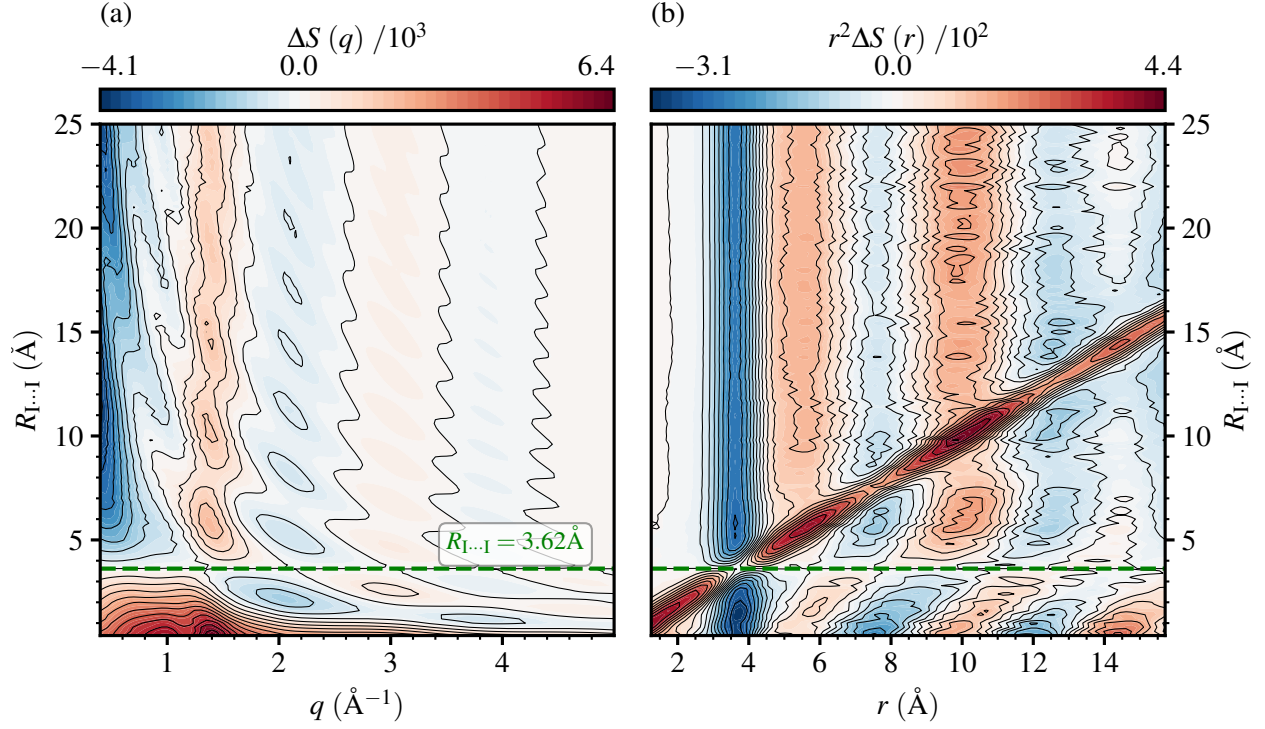 (a)
ΔS (q) /10³
−4.1 0.0 6.4
25
20
15
10
5
R_I···I (Å)
R_I···I = 3.62Å
1 2 3 4
q (Å⁻¹)
(b)
r²ΔS (r) /10²
−3.1 0.0 4.4
25
20
15
10
5
R_I···I (Å)
2 4 6 8 10 12 14
r (Å)